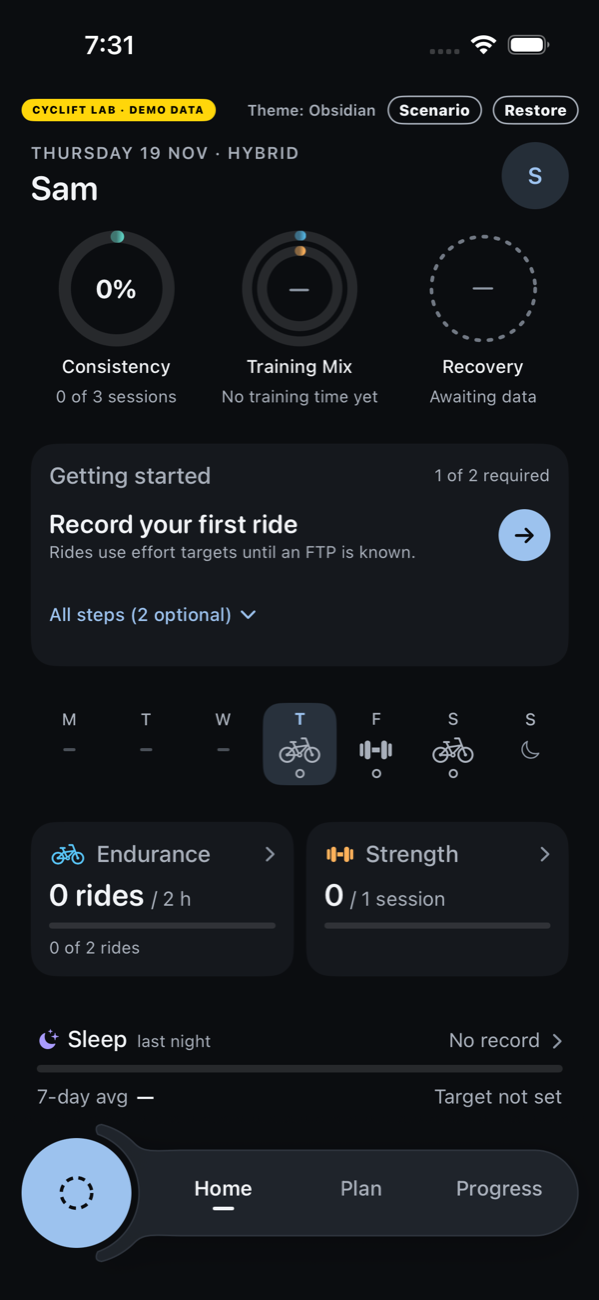 7:31
CYCLIFT LAB · DEMO DATA Theme: Obsidian Scenario Restore
THURSDAY 19 NOV · HYBRID
Sam
S
0%
—
—
Consistency Training Mix Recovery
0 of 3 sessions No training time yet Awaiting data
Getting started 1 of 2 required
Record your first ride
Rides use effort targets until an FTP is known.
All steps (2 optional)
M T W T F S S
Endurance Strength
0 rides / 2 h 0 / 1 session
0 of 2 rides
Sleep last night No record
7-day avg — Target not set
Home Plan Progress